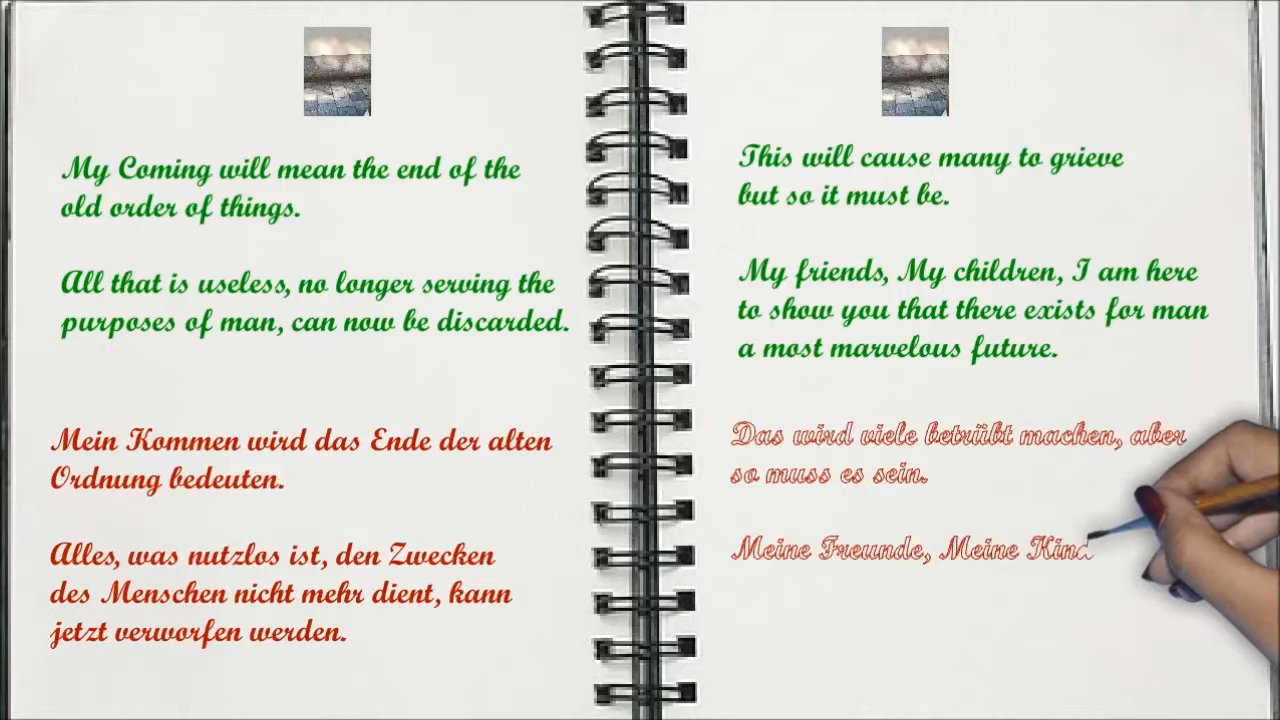 My Coming will mean the end of the
old order of things.
All that is useless, no longer serving the
purposes of man, can now be discarded.
Mein Kommen wird das Ende der alten
Ordnung bedeuten.
Alles, was nutzlos ist, den Zwecken
des Menschen nicht mehr dient, kann
jetzt verworfen werden.
This will cause many to grieve
but so it must be.
My friends, My children, I am here
to show you that there exists for man
a most marvelous future.
Das wird viele betrübt machen, aber
so muss es sein.
Meine Freunde, Meine Kind